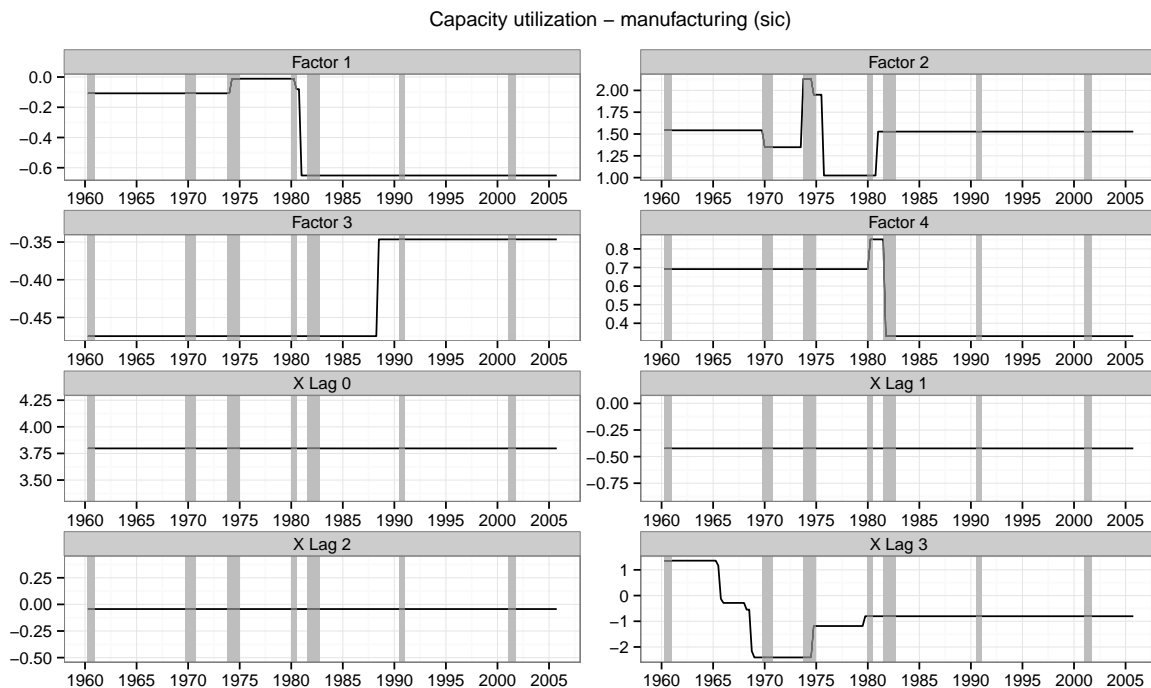 Capacity utilization − manufacturing (sic)
Factor 1
Factor 2
0.0
−0.2
−0.4
−0.6
2.00
1.75
1.50
1.25
1.00
1960 1965 1970 1975 1980 1985 1990 1995 2000 2005
1960 1965 1970 1975 1980 1985 1990 1995 2000 2005
Factor 3
Factor 4
−0.35
−0.40
−0.45
0.8
0.7
0.6
0.5
0.4
1960 1965 1970 1975 1980 1985 1990 1995 2000 2005
1960 1965 1970 1975 1980 1985 1990 1995 2000 2005
X Lag 0
X Lag 1
4.25
4.00
3.75
3.50
0.00
−0.25
−0.50
−0.75
1960 1965 1970 1975 1980 1985 1990 1995 2000 2005
1960 1965 1970 1975 1980 1985 1990 1995 2000 2005
X Lag 2
X Lag 3
0.25
0.00
−0.25
−0.50
1
0
−1
−2
1960 1965 1970 1975 1980 1985 1990 1995 2000 2005
1960 1965 1970 1975 1980 1985 1990 1995 2000 2005